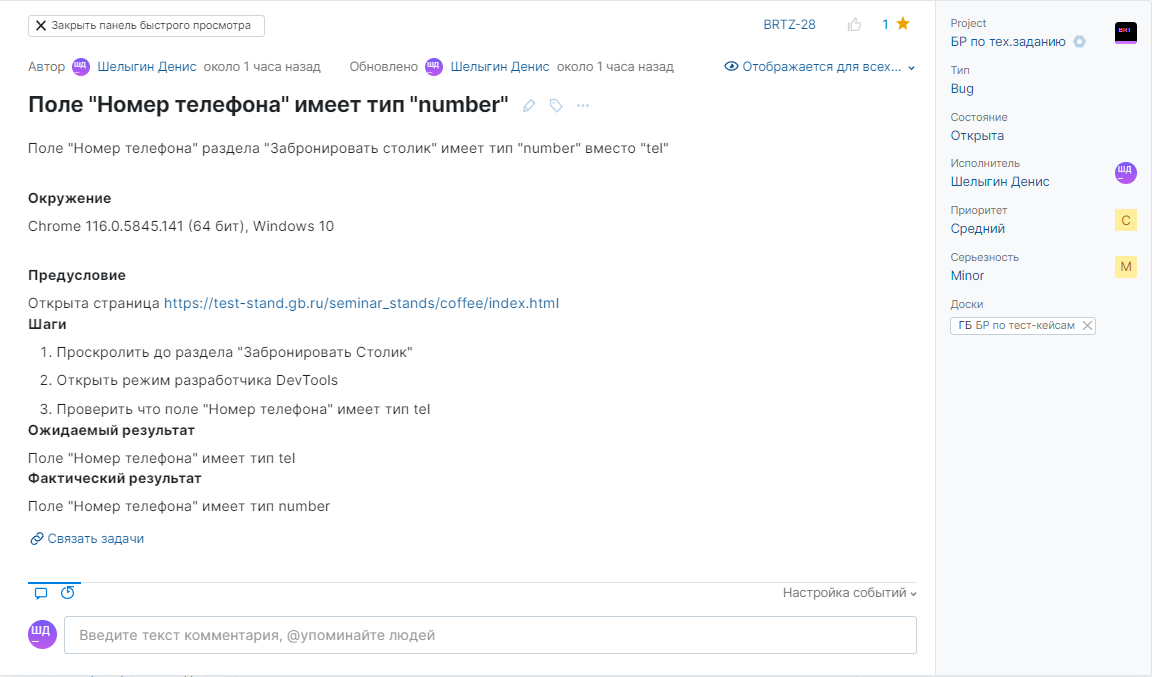 Закрыть панель быстрого просмотра
BRTZ-28
1
Автор ШД Шелыгин Денис около 1 часа назад
Обновлено ШД Шелыгин Денис около 1 часа назад
Отображается для всех...
Поле "Номер телефона" имеет тип "number"
Поле "Номер телефона" раздела "Забронировать столик" имеет тип "number" вместо "tel"
Окружение
Chrome 116.0.5845.141 (64 бит), Windows 10
Предусловие
Открыта страница https://test-stand.gb.ru/seminar_stands/coffee/index.html
Шаги
1. Проскролить до раздела "Забронировать Столик"
2. Открыть режим разработчика DevTools
3. Проверить что поле "Номер телефона" имеет тип tel
Ожидаемый результат
Поле "Номер телефона" имеет тип tel
Фактический результат
Поле "Номер телефона" имеет тип number
Связать задачи
Настройка событий
ШД
Введите текст комментария, @упоминайте людей
Project
БР по тех.заданию
Тип
Bug
Состояние
Открыта
Исполнитель
Шелыгин Денис
ШД
Приоритет
Средний
С
Серьезность
Minor
M
Доски
ГБ БР по тест-кейсам